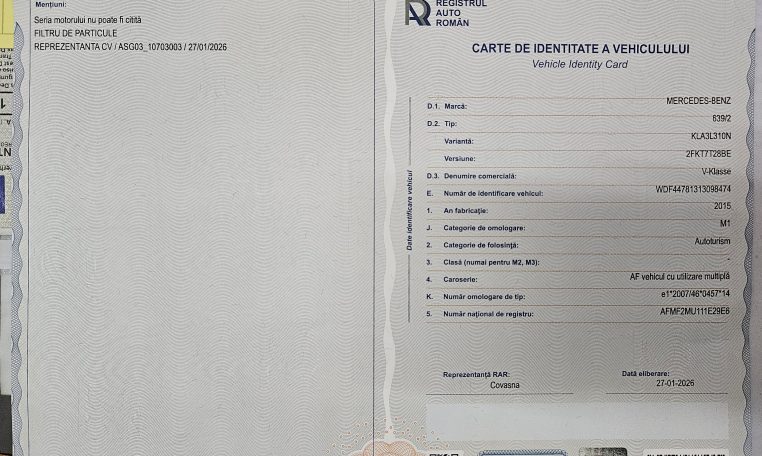 Mențiuni:
Seria motorului nu poate fi citită
FILTRU DE PARTICULE
REPREZENTANTA CV / ASG03_10703003 / 27/01/2026
REGISTRUL
AUTO
ROMÂN
CARTE DE IDENTITATE A VEHICULULUI
Vehicle Identity Card
Date identificare vehicul
D.1. Marcă: MERCEDES-BENZ
D.2. Tip: 639/2
Variantă: KLA3L310N
Versiune: 2FKT7T28BE
D.3. Denumire comercială: V-Klasse
E. Număr de identificare vehicul: WDF44781313098474
1. An fabricație: 2015
J. Categorie de omologare: M1
2. Categorie de folosință: Autoturism
3. Clasă (numai pentru M2, M3): -
4. Caroserie: AF vehicul cu utilizare multiplă
K. Număr omologare de tip: e1*2007/46*0457*14
5. Număr național de registru: AFMF2MU111E29E6
Reprezentanță RAR: Data eliberare:
Covasna 27-01-2026